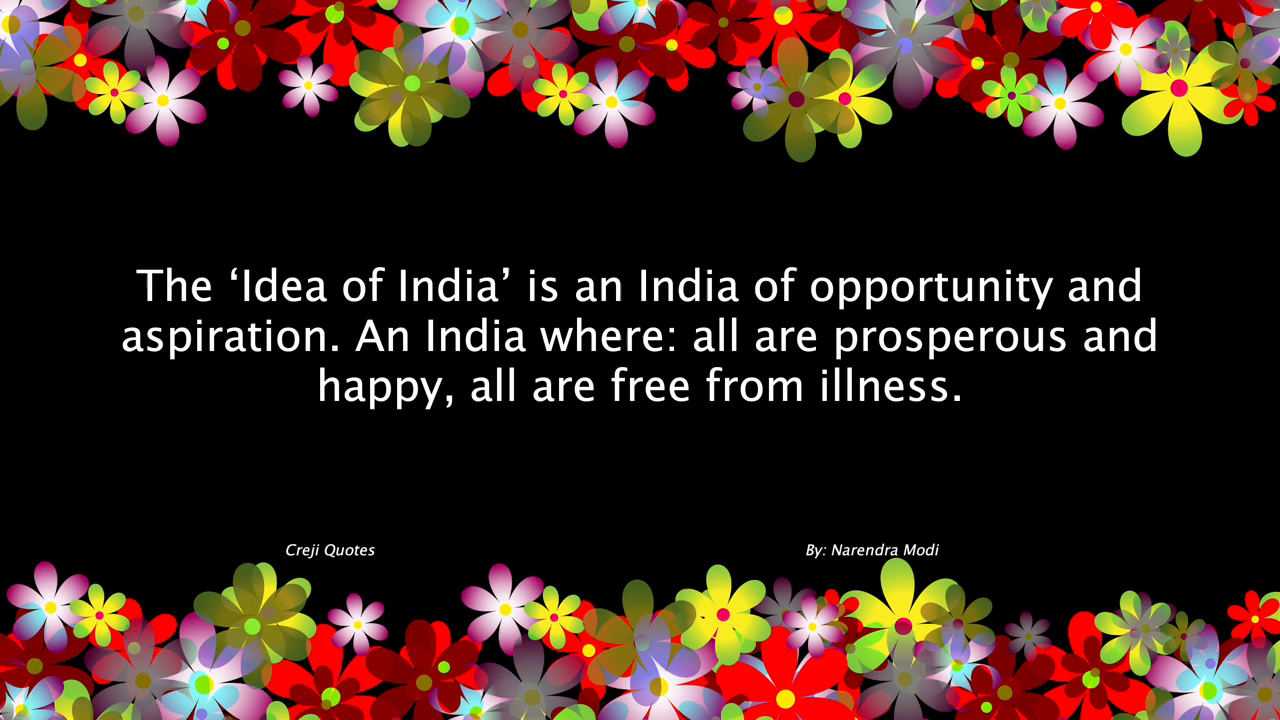 The ‘Idea of India’ is an India of opportunity and
aspiration. An India where: all are prosperous and
happy, all are free from illness.
Creji Quotes
By: Narendra Modi